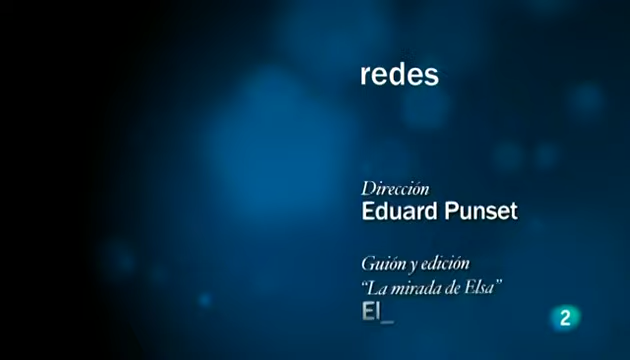 redes
Dirección
Eduard Punset
Guión y edición
“La mirada de Elsa”
El_
2